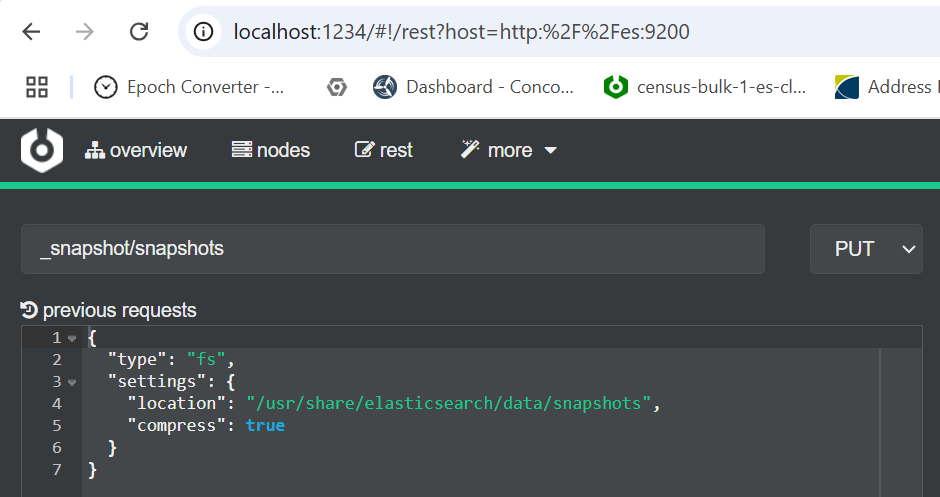 localhost:1234/#!/rest?host=http:%2F%2Fes:9200
Epoch Converter -... Dashboard - Conco... census-bulk-1-es-cl... Address
overview nodes rest more
_snapshot/snapshots PUT
previous requests
1 {
2 "type": "fs",
3 "settings": {
4 "location": "/usr/share/elasticsearch/data/snapshots",
5 "compress": true
6 }
7 }